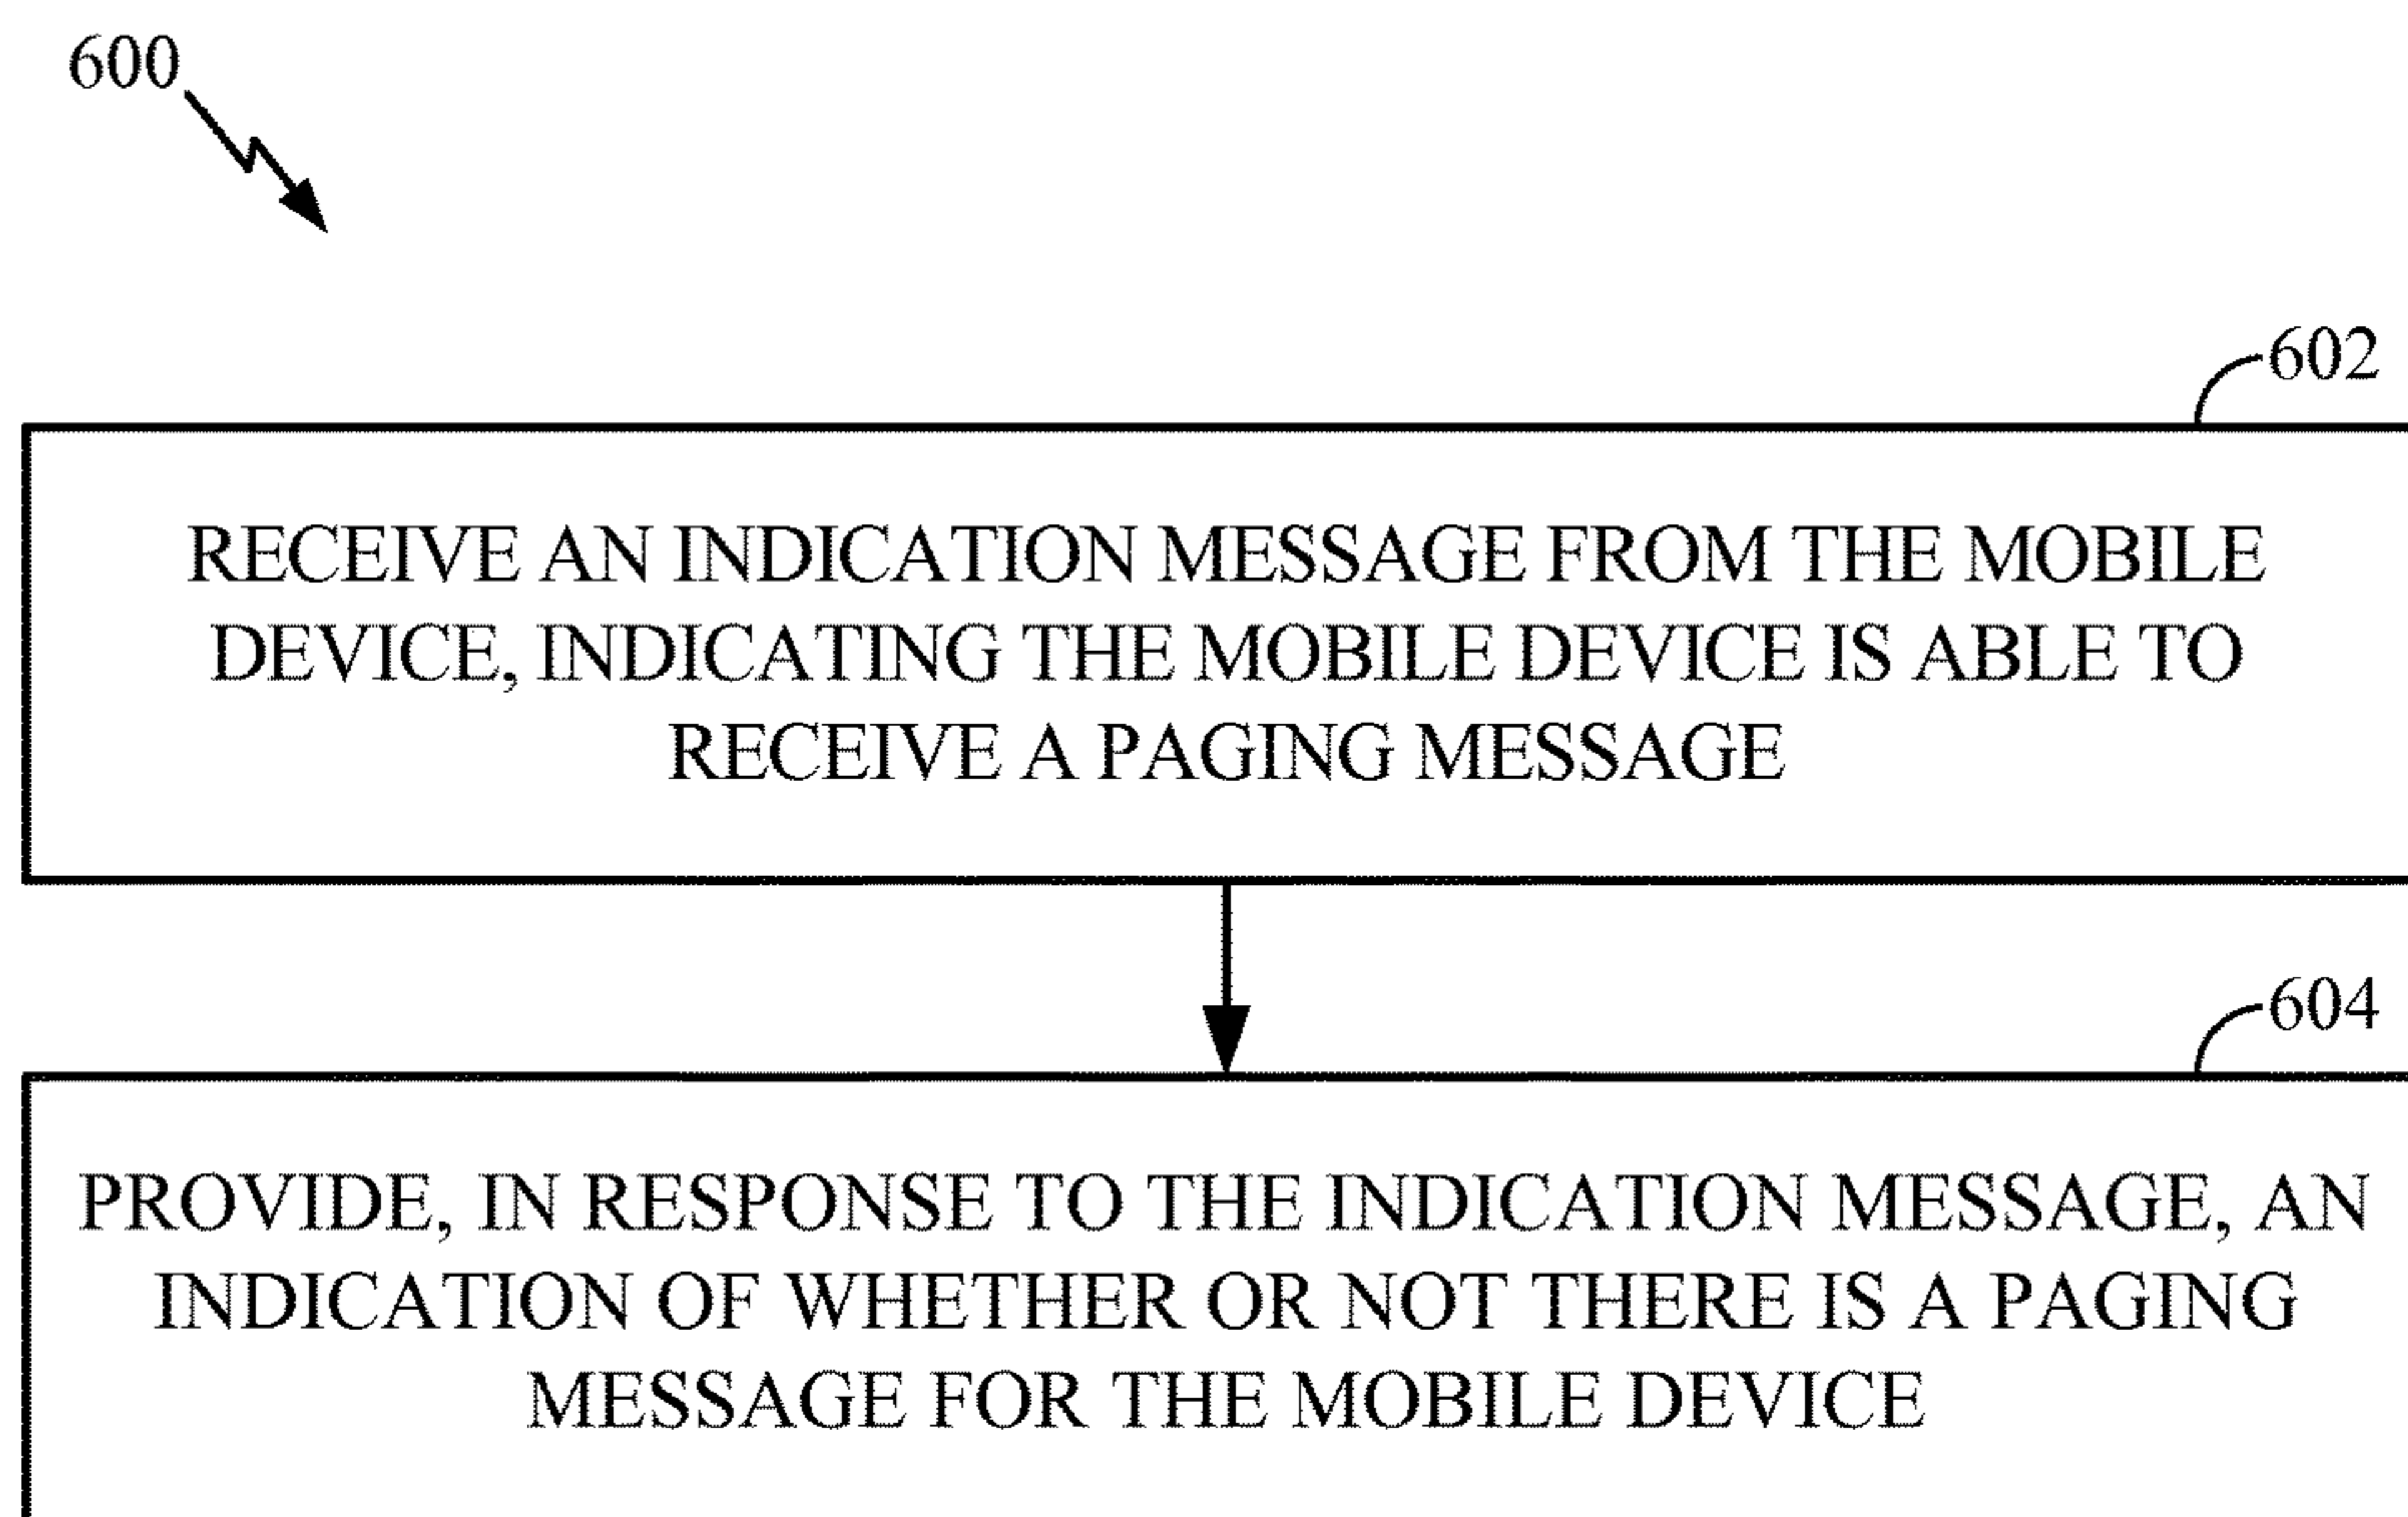 600
602
RECEIVE AN INDICATION MESSAGE FROM THE MOBILE
DEVICE, INDICATING THE MOBILE DEVICE IS ABLE TO
RECEIVE A PAGING MESSAGE
604
PROVIDE, IN RESPONSE TO THE INDICATION MESSAGE, AN
INDICATION OF WHETHER OR NOT THERE IS A PAGING
MESSAGE FOR THE MOBILE DEVICE